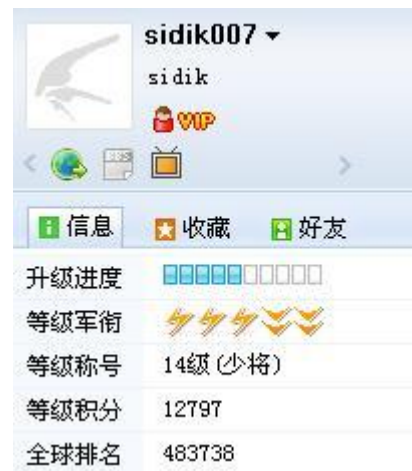 sidik007
sidik
VIP
信息 收藏 好友
升级进度
等级军衔
等级称号 14级(少将)
等级积分 12797
全球排名 483738